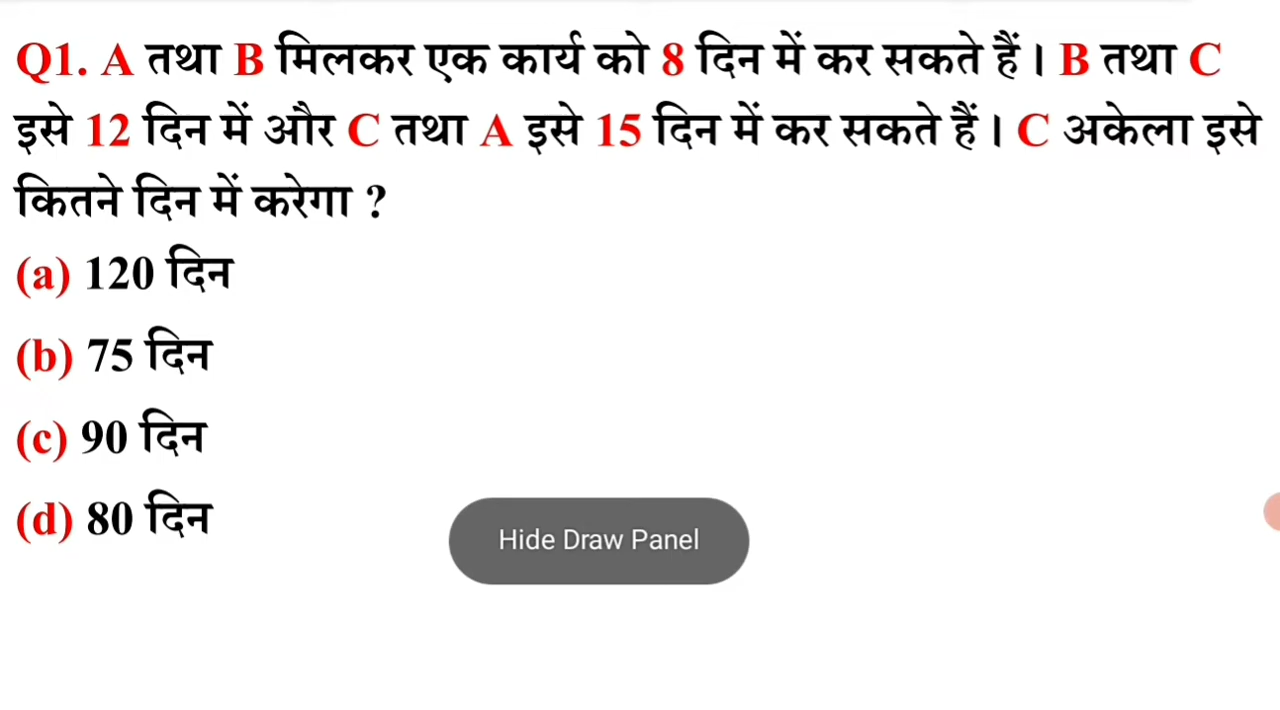 Q1. A तथा B मिलकर एक कार्य को 8 दिन में कर सकते हैं । B तथा C
इसे 12 दिन में और C तथा A इसे 15 दिन में कर सकते हैं । C अकेला इसे
कितने दिन में करेगा ?
(a) 120 दिन
(b) 75 दिन
(c) 90 दिन
(d) 80 दिन
Hide Draw Panel